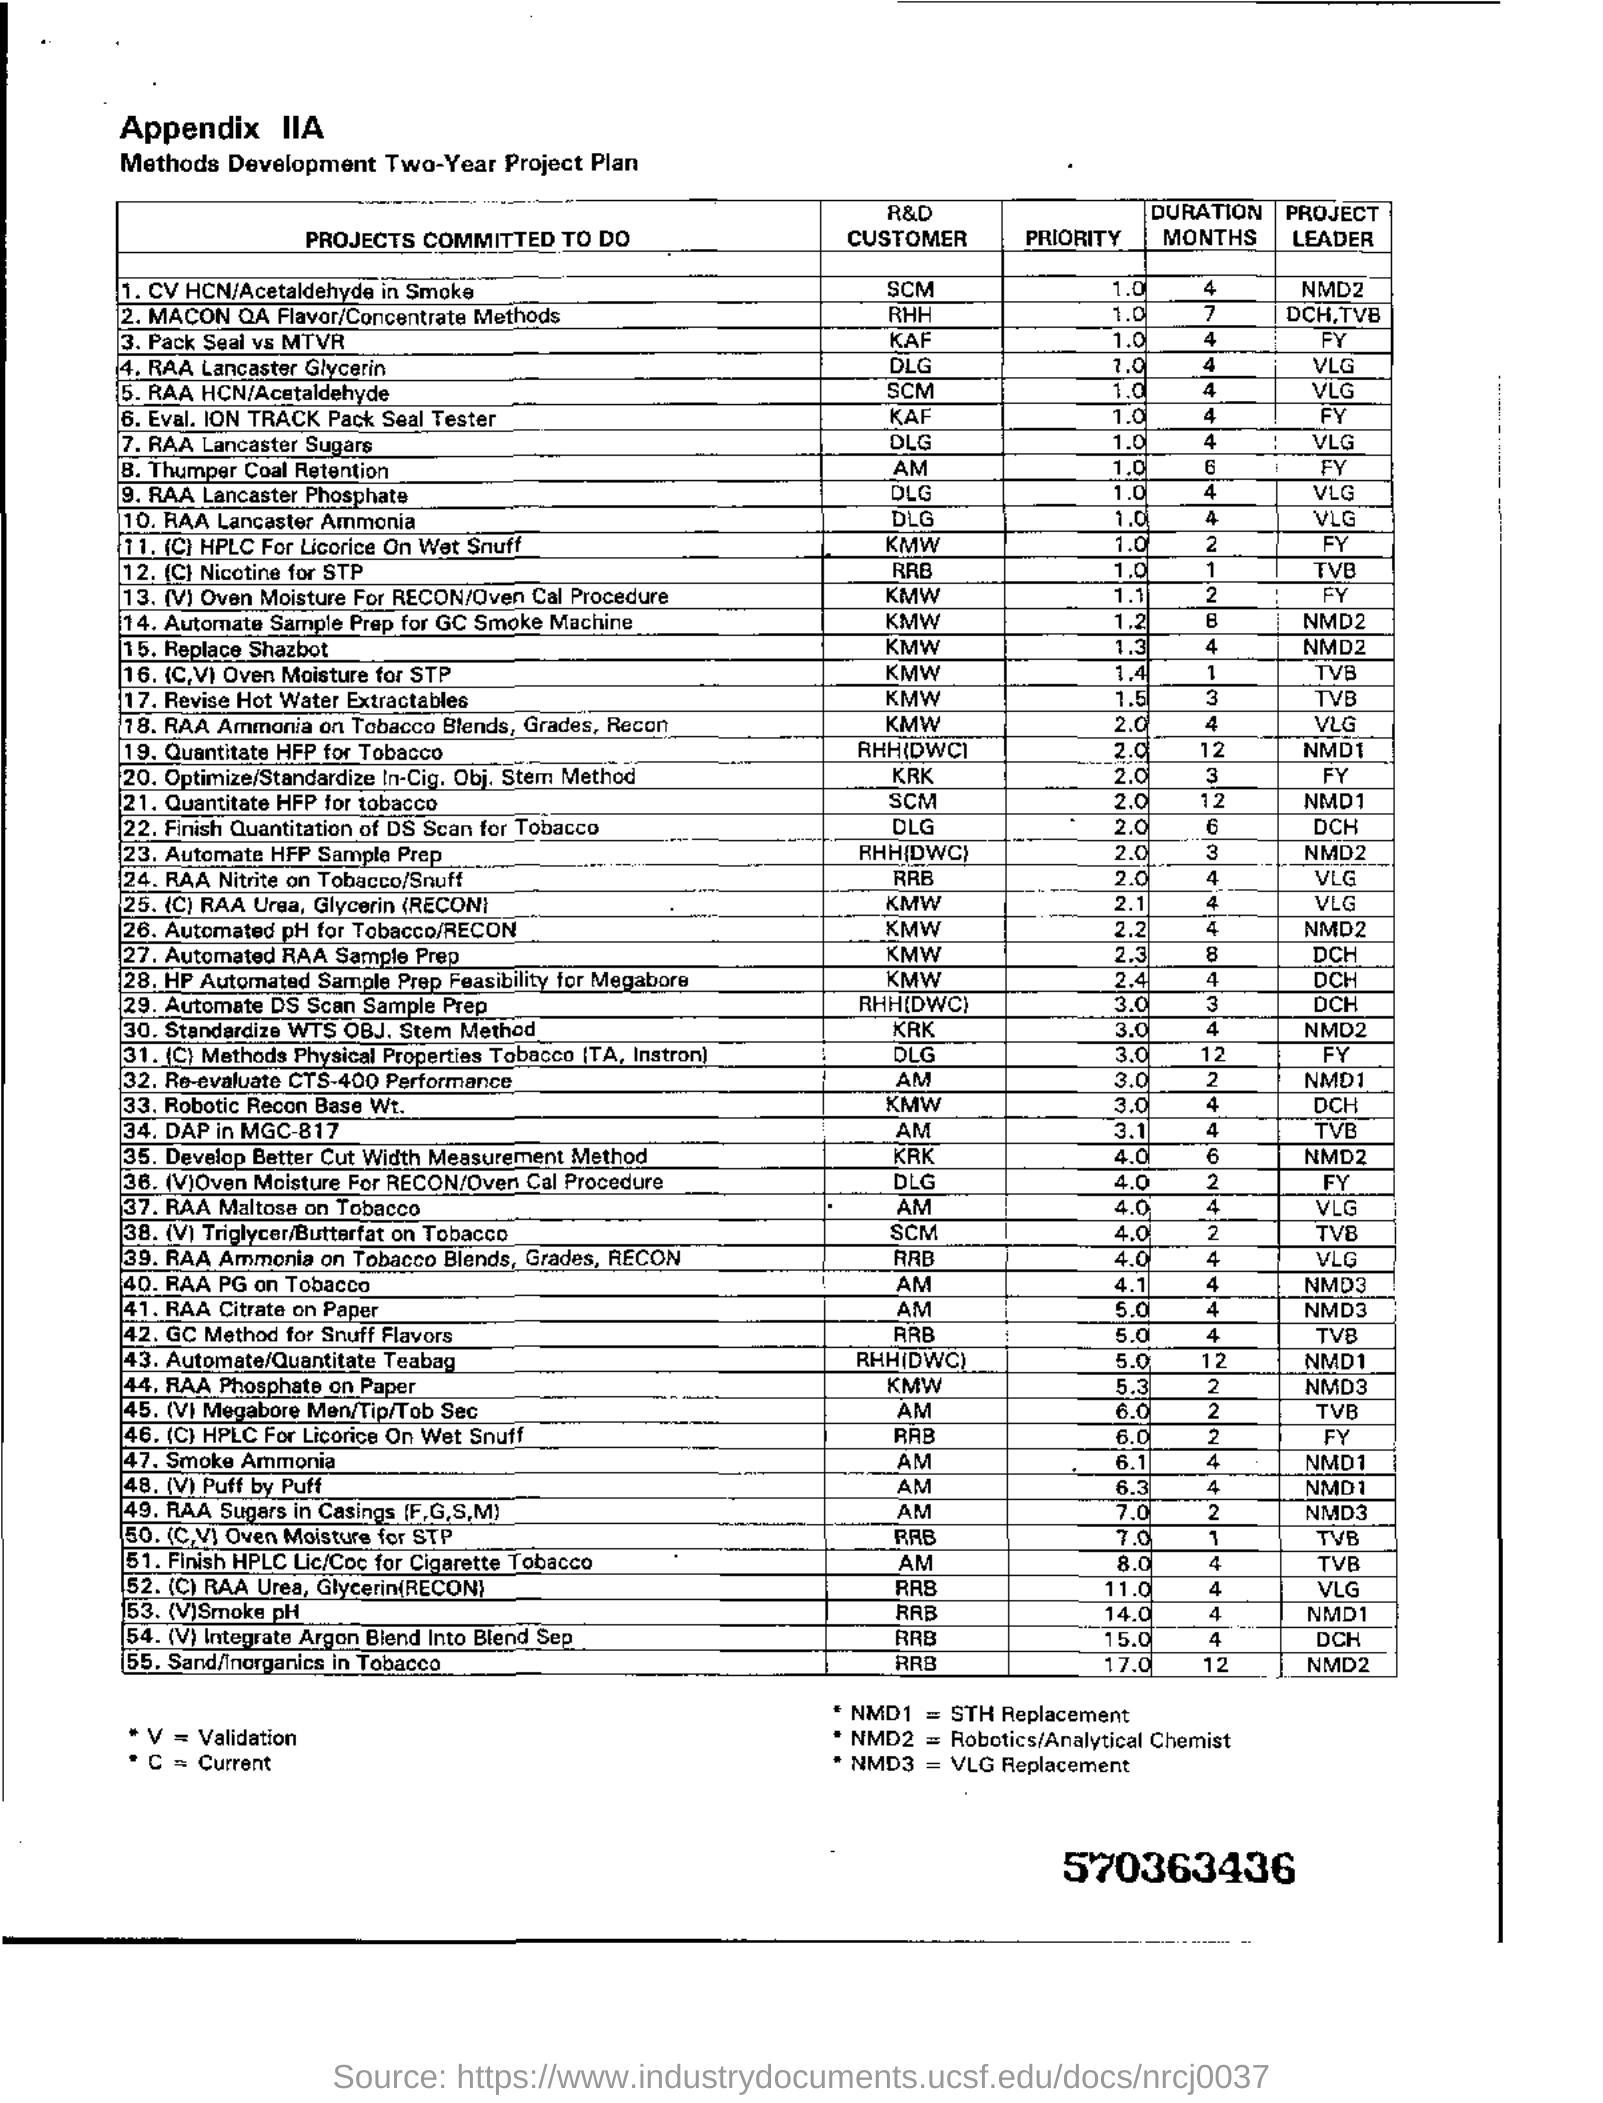 Appendix IIA
Methods Development Two-Year Project Plan
PROJECTS COMMITTED TO DO R&D CUSTOMER PRIORITY DURATION MONTHS PROJECT LEADER
1. CV HCN/Acetaldehyde in Smoke SCM 1.0 4 NMD2
2. MACON QA Flavor/Concentrate Methods RHH 1.0 7 DCH,TVB
3. Pack Seal vs MTVR KAF 1.0 4 FY
4. RAA Lancaster Glycerin DLG 1.0 4 VLG
5. RAA HCN/Acetaldehyde SCM 1.0 4 VLG
6. Eval. ION TRACK Pack Seal Tester KAF 1.0 4 FY
7. RAA Lancaster Sugars DLG 1.0 4 VLG
8. Thumper Coal Retention AM 1.0 6 FY
9. RAA Lancaster Phosphate DLG 1.0 4 VLG
10. RAA Lancaster Ammonia DLG 1.0 4 VLG
11. (C) HPLC For Licorice On Wet Snuff KMW 1.0 2 FY
12. (C) Nicotine for STP RRB 1.0 1 TVB
13. (V) Oven Moisture For RECON/Oven Cal Procedure KMW 1.1 2 FY
14. Automate Sample Prep for GC Smoke Machine KMW 1.2 8 NMD2
15. Replace Shazbot KMW 1.3 4 NMD2
16. (C,V) Oven Moisture for STP KMW 1.4 1 TVB
17. Revise Hot Water Extractables KMW 1.5 3 TVB
18. RAA Ammonia on Tobacco Blends, Grades, Recon KMW 2.0 4 VLG
19. Quantitate HFP for Tobacco RHH(DWC) 2.0 12 NMD1
20. Optimize/Standardize In-Cig. Obj. Stem Method KRK 2.0 3 FY
21. Quantitate HFP for tobacco SCM 2.0 12 NMD1
22. Finish Quantitation of DS Scan for Tobacco DLG 2.0 6 DCH
23. Automate HFP Sample Prep RHH(DWC) 2.0 3 NMD2
24. RAA Nitrite on Tobacco/Snuff RRB 2.0 4 VLG
25. (C) RAA Urea, Glycerin (RECON) KMW 2.1 4 VLG
26. Automated pH for Tobacco/RECON KMW 2.2 4 NMD2
27. Automated RAA Sample Prep KMW 2.3 8 DCH
28. HP Automated Sample Prep Feasibility for Megabore KMW 2.4 4 DCH
29. Automate DS Scan Sample Prep RHH(DWC) 3.0 3 DCH
30. Standardize WTS OBJ. Stem Method KRK 3.0 4 NMD2
31. (C) Methods Physical Properties Tobacco (TA, Instron) DLG 3.0 12 FY
32. Re-evaluate CTS-400 Performance AM 3.0 2 NMD1
33. Robotic Recon Base Wt. KMW 3.0 4 DCH
34. DAP in MGC-817 AM 3.1 4 TVB
35. Develop Better Cut Width Measurement Method KRK 4.0 6 NMD2
36. (V)Oven Moisture For RECON/Oven Cal Procedure DLG 4.0 2 FY
37. RAA Maltose on Tobacco AM 4.0 4 VLG
38. (V) Triglycer/Butterfat on Tobacco SCM 4.0 2 TVB
39. RAA Ammonia on Tobacco Blends, Grades, RECON RRB 4.0 4 VLG
40. RAA PG on Tobacco AM 4.1 4 NMD3
41. RAA Citrate on Paper AM 5.0 4 NMD3
42. GC Method for Snuff Flavors RRB 5.0 4 TVB
43. Automate/Quantitate Teabag RHH(DWC) 5.0 12 NMD1
44. RAA Phosphate on Paper KMW 5.3 2 NMD3
45. (V) Megabore Men/Tip/Tob Sec AM 6.0 2 TVB
46. (C) HPLC For Licorice On Wet Snuff RRB 6.0 2 FY
47. Smoke Ammonia AM 6.1 4 NMD1
48. (V) Puff by Puff AM 6.3 4 NMD1
49. RAA Sugars in Casings (F,G,S,M) AM 7.0 2 NMD3
50. (C,V) Oven Moisture for STP RRB 7.0 1 TVB
51. Finish HPLC Lic/Coc for Cigarette Tobacco AM 8.0 4 TVB
52. (C) RAA Urea, Glycerin(RECON) RRB 11.0 4 VLG
53. (V)Smoke pH RRB 14.0 4 NMD1
54. (V) Integrate Argon Blend Into Blend Sep RRB 15.0 4 DCH
55. Sand/Inorganics in Tobacco RRB 17.0 12 NMD2
* V = Validation
* C = Current
* NMD1 = STH Replacement
* NMD2 = Robotics/Analytical Chemist
* NMD3 = VLG Replacement
570363436
Source: https://www.industrydocuments.ucsf.edu/docs/nrcj0037